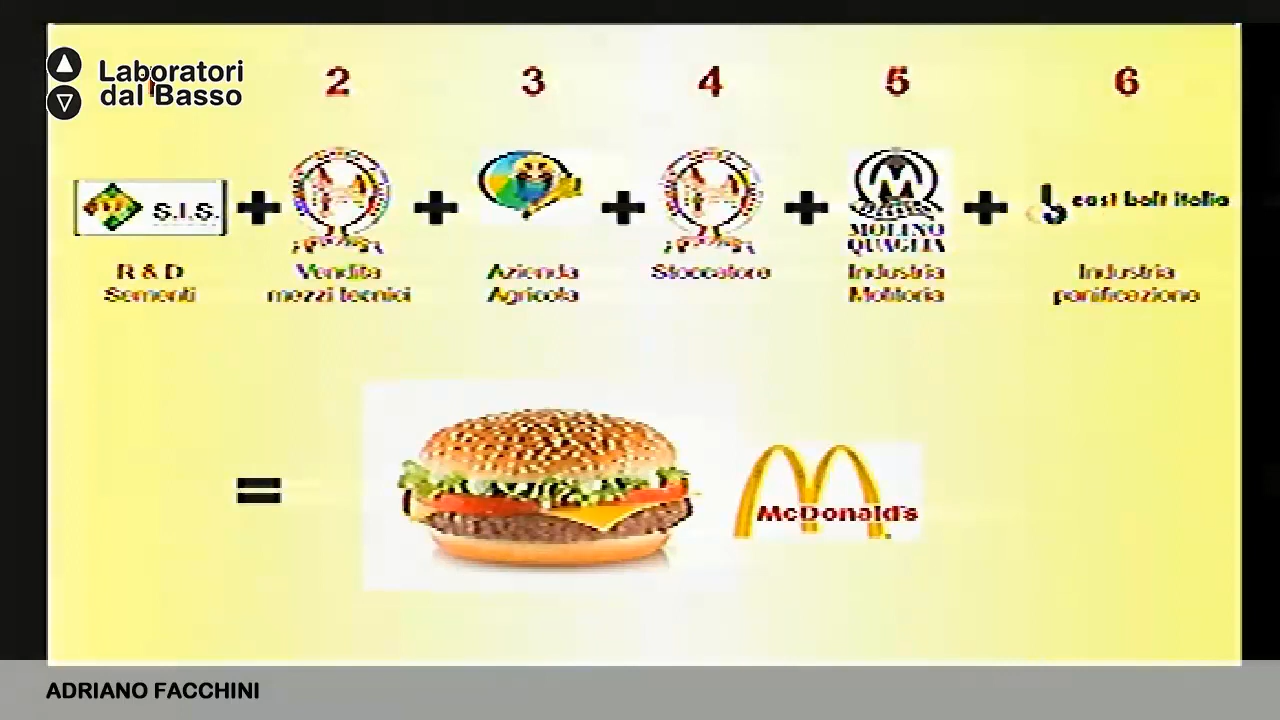 Laboratori
dal Basso
2 3 4 5 6
S.I.S.
MOLINO
QUAGLIA
east balt italia
R & D
Sementi
Vendita
mezzi tecnici
Azienda
Agricola
Stoccatore
Industria
Molitoria
Industria
panificazione
McDonald's
ADRIANO FACCHINI